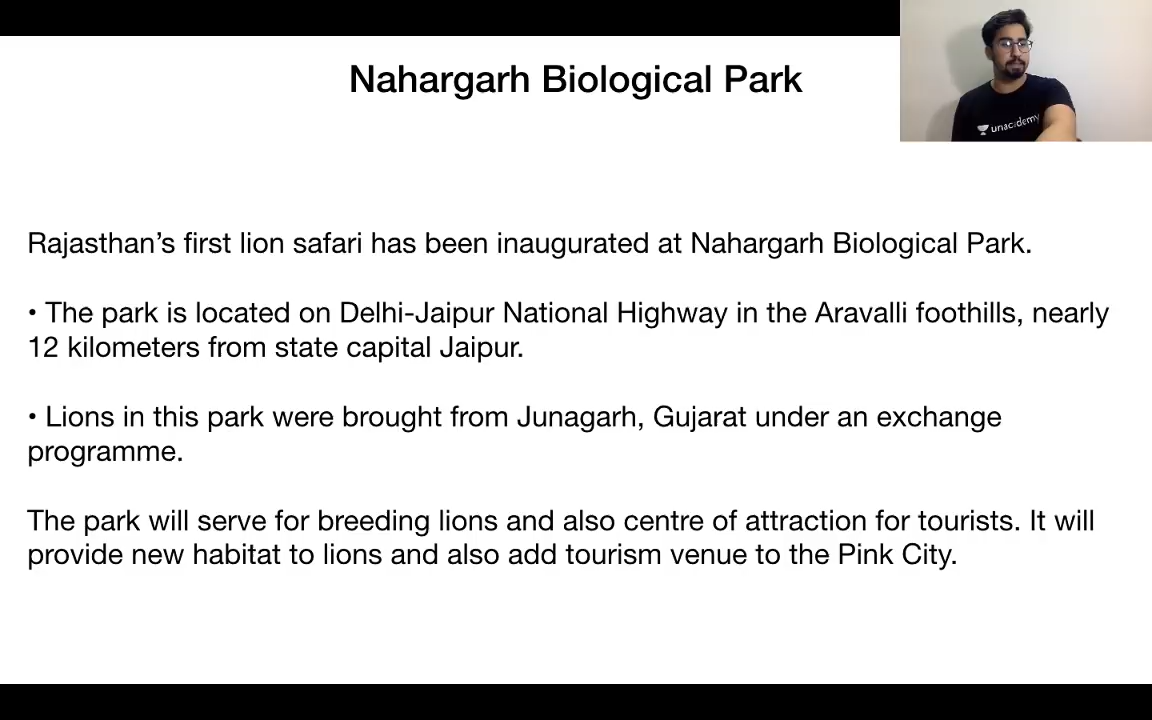 Nahargarh Biological Park
unacademy
Rajasthan’s first lion safari has been inaugurated at Nahargarh Biological Park.
• The park is located on Delhi-Jaipur National Highway in the Aravalli foothills, nearly
12 kilometers from state capital Jaipur.
• Lions in this park were brought from Junagarh, Gujarat under an exchange
programme.
The park will serve for breeding lions and also centre of attraction for tourists. It will
provide new habitat to lions and also add tourism venue to the Pink City.